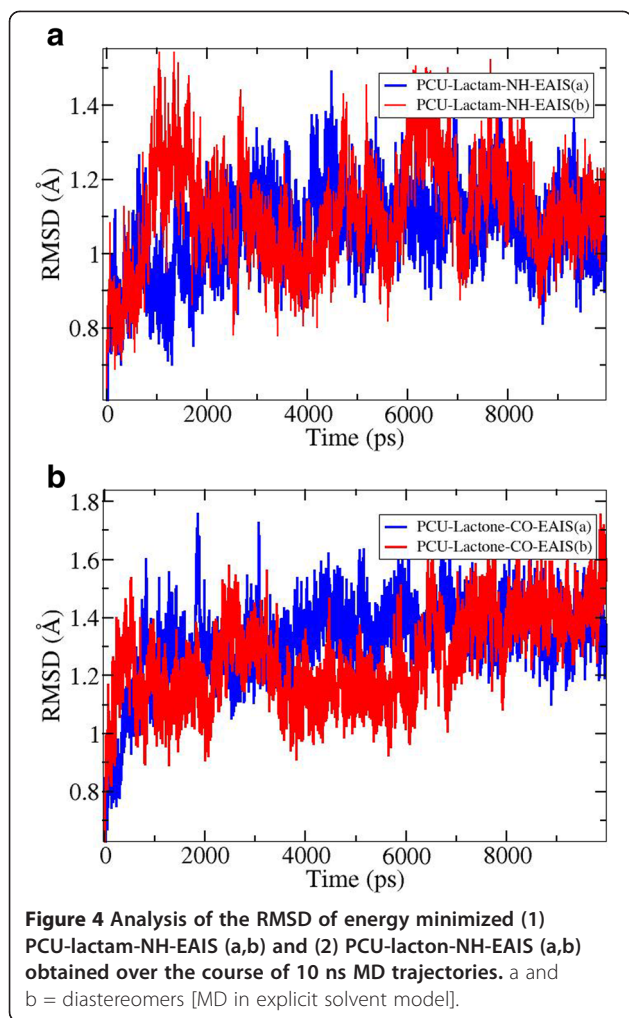 a
PCU-Lactam-NH-EAIS(a)
PCU-Lactam-NH-EAIS(b)
1.4
1.2
1
0.8
RMSD (Å)
0 2000 4000 6000 8000
Time (ps)
b
PCU-Lactone-CO-EAIS(a)
PCU-Lactone-CO-EAIS(b)
1.8
1.6
1.4
1.2
1
0.8
RMSD (Å)
0 2000 4000 6000 8000
Time (ps)
Figure 4 Analysis of the RMSD of energy minimized (1)
PCU-lactam-NH-EAIS (a,b) and (2) PCU-lacton-NH-EAIS (a,b)
obtained over the course of 10 ns MD trajectories. a and
b = diastereomers [MD in explicit solvent model].